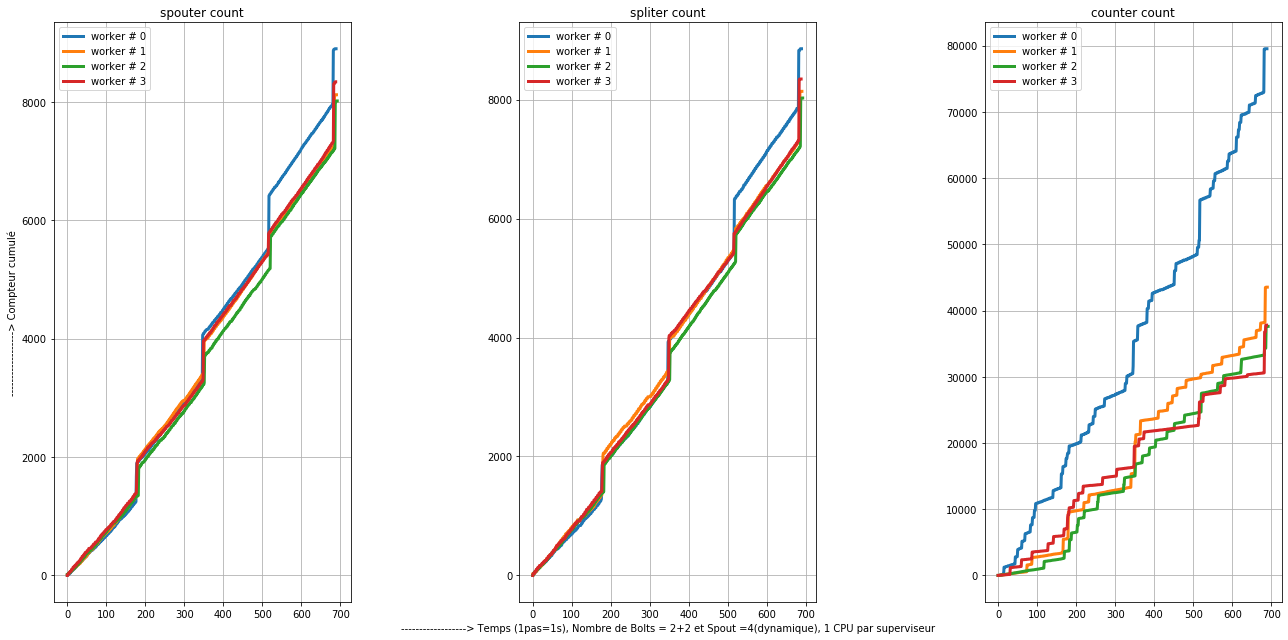 spouter count
worker # 0
worker # 1
worker # 2
worker # 3
8000
6000
4000
2000
0
0 100 200 300 400 500 600 700
------------------> Compteur cumulé
spliter count
worker # 0
worker # 1
worker # 2
worker # 3
8000
6000
4000
2000
0
0 100 200 300 400 500 600 700
counter count
worker # 0
worker # 1
worker # 2
worker # 3
80000
70000
60000
50000
40000
30000
20000
10000
0
0 100 200 300 400 500 600 700
------------------> Temps (1pas=1s), Nombre de Bolts = 2+2 et Spout =4(dynamique), 1 CPU par superviseur